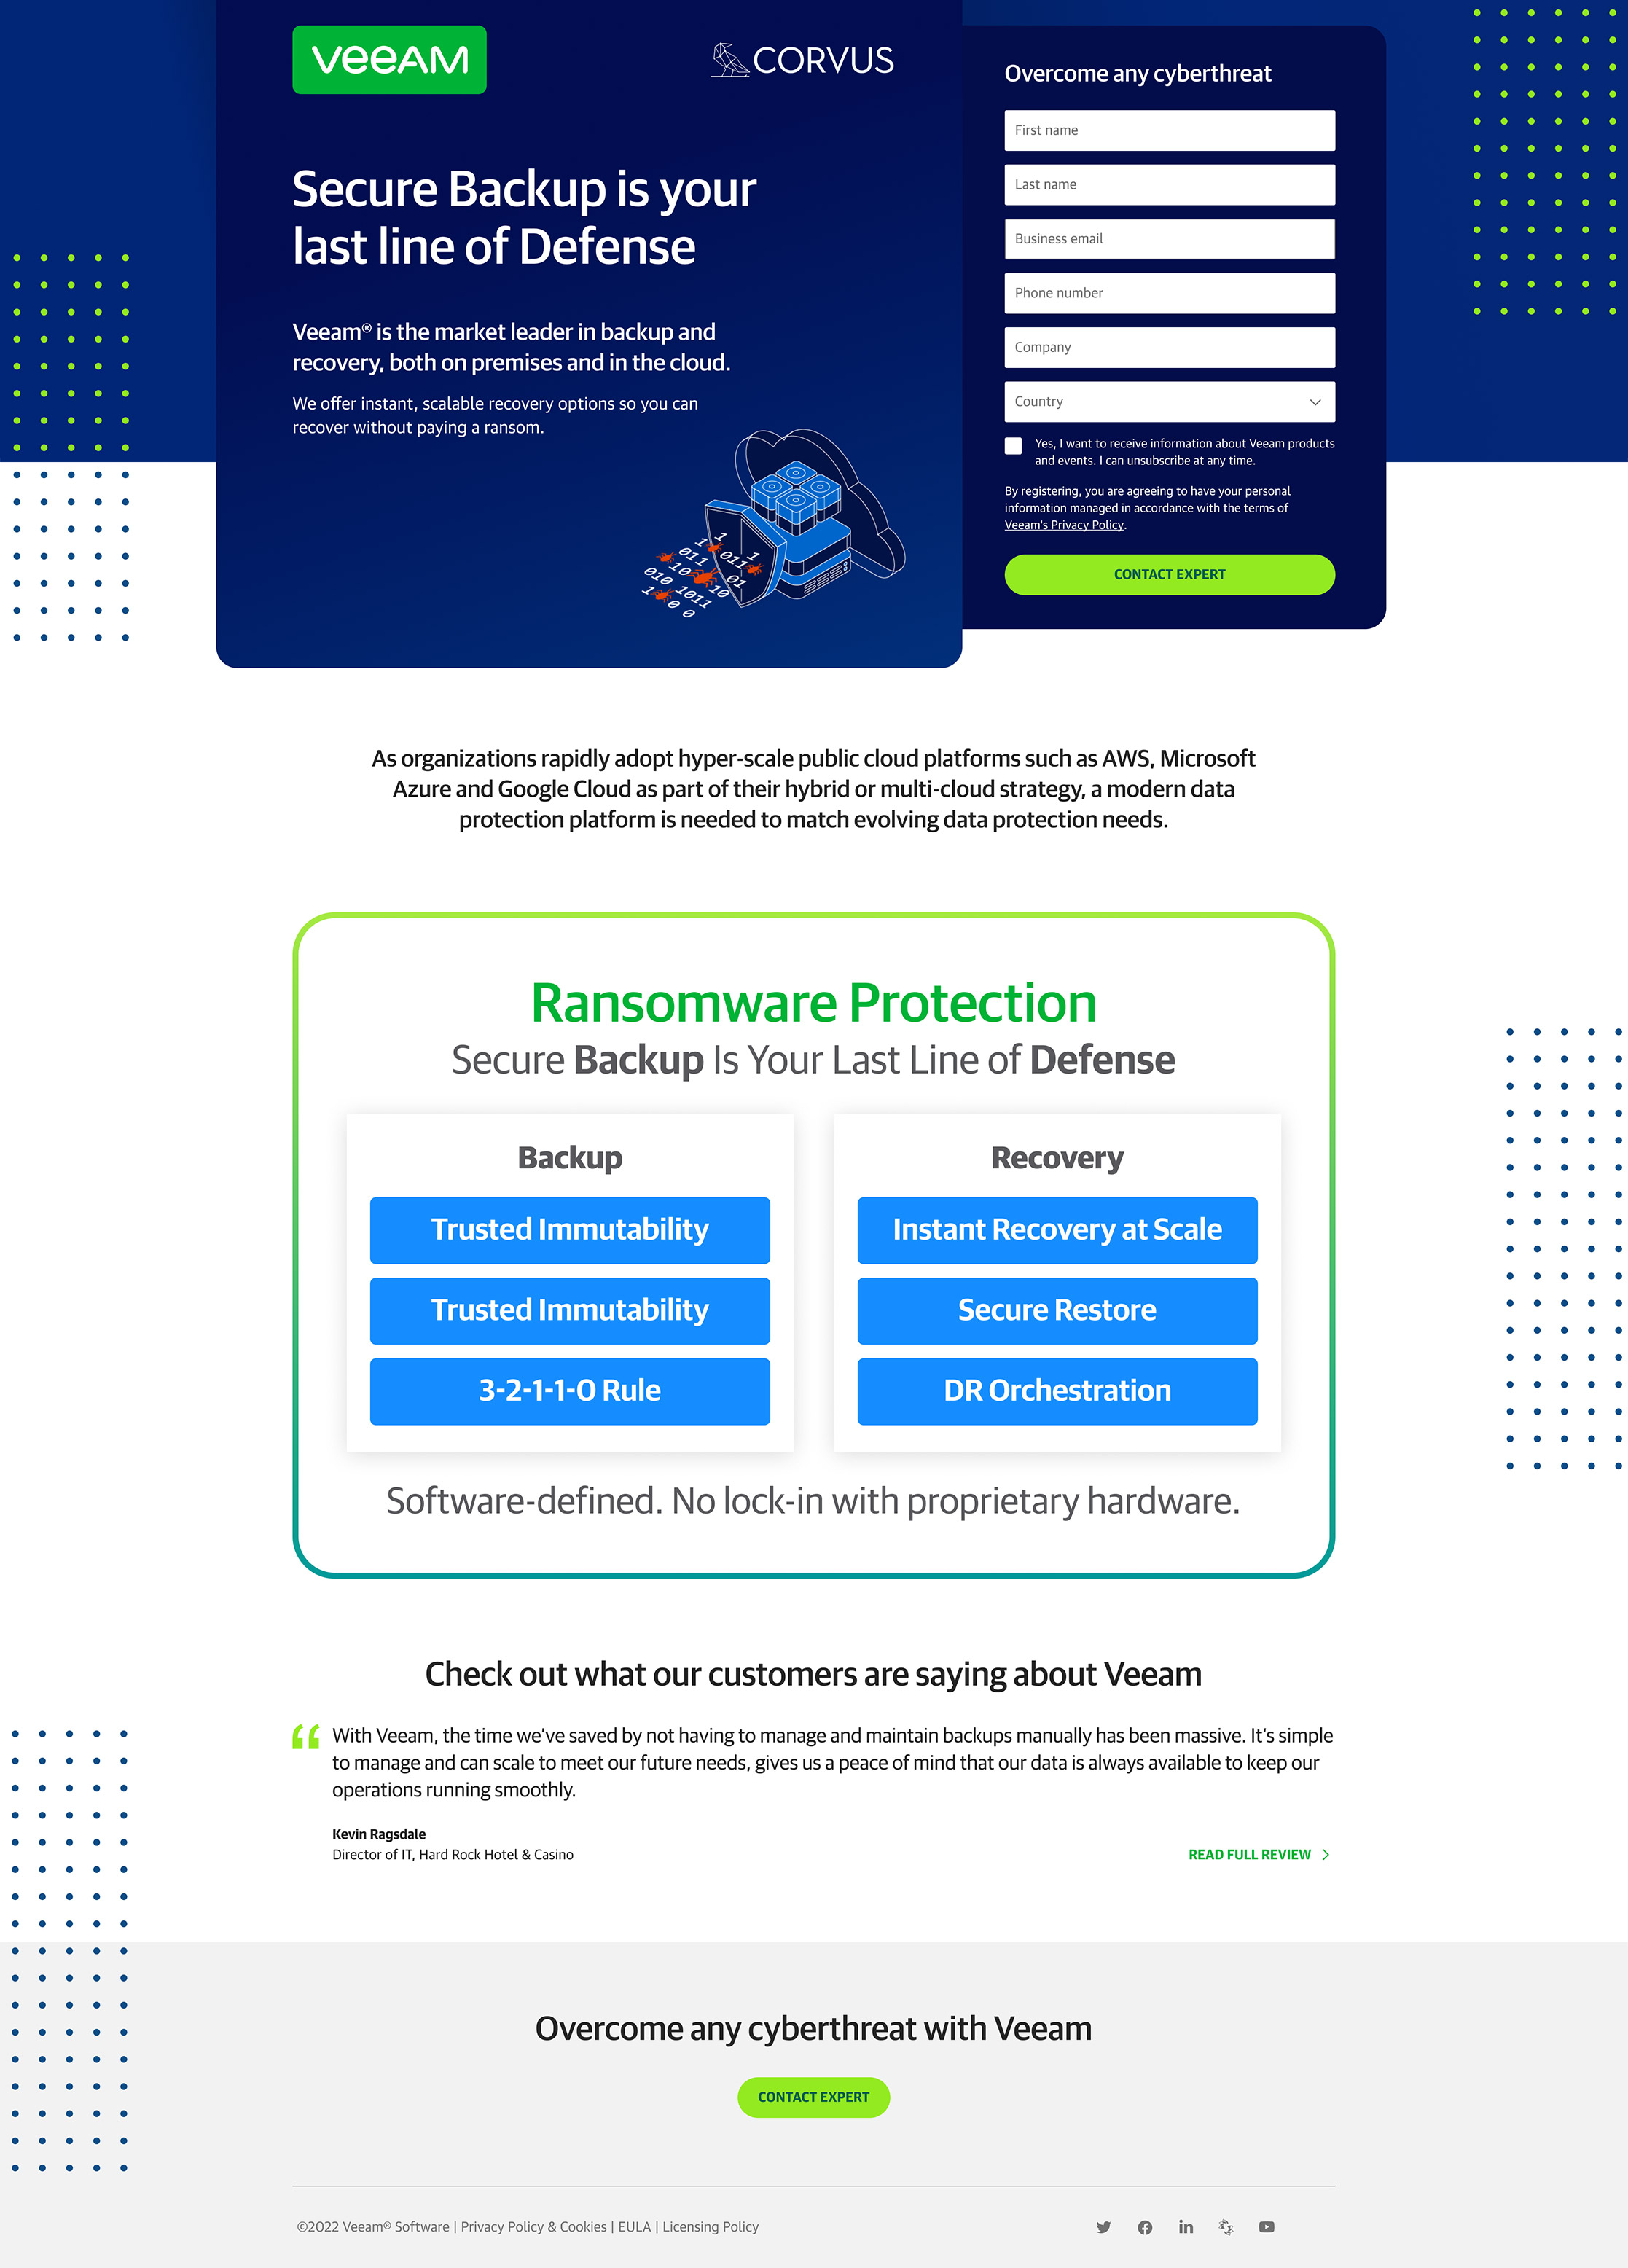 veeAM
CORVUS
Secure Backup is your
last line of Defense
Veeam® is the market leader in backup and
recovery, both on premises and in the cloud.
We offer instant, scalable recovery options so you can
recover without paying a ransom.
1 1
011 011 1
010 10 01
1 1011 10
0 0
Overcome any cyberthreat
First name
Last name
Business email
Phone number
Company
Country
Yes, I want to receive information about Veeam products
and events. I can unsubscribe at any time.
By registering, you are agreeing to have your personal
information managed in accordance with the terms of
Veeam's Privacy Policy.
CONTACT EXPERT
As organizations rapidly adopt hyper-scale public cloud platforms such as AWS, Microsoft
Azure and Google Cloud as part of their hybrid or multi-cloud strategy, a modern data
protection platform is needed to match evolving data protection needs.
Ransomware Protection
Secure Backup Is Your Last Line of Defense
Backup
Trusted Immutability
Trusted Immutability
3-2-1-1-0 Rule
Recovery
Instant Recovery at Scale
Secure Restore
DR Orchestration
Software-defined. No lock-in with proprietary hardware.
Check out what our customers are saying about Veeam
“ With Veeam, the time we’ve saved by not having to manage and maintain backups manually has been massive. It’s simple
to manage and can scale to meet our future needs, gives us a peace of mind that our data is always available to keep our
operations running smoothly.
Kevin Ragsdale
Director of IT, Hard Rock Hotel & Casino
READ FULL REVIEW
Overcome any cyberthreat with Veeam
CONTACT EXPERT
©2022 Veeam® Software | Privacy Policy & Cookies | EULA | Licensing Policy